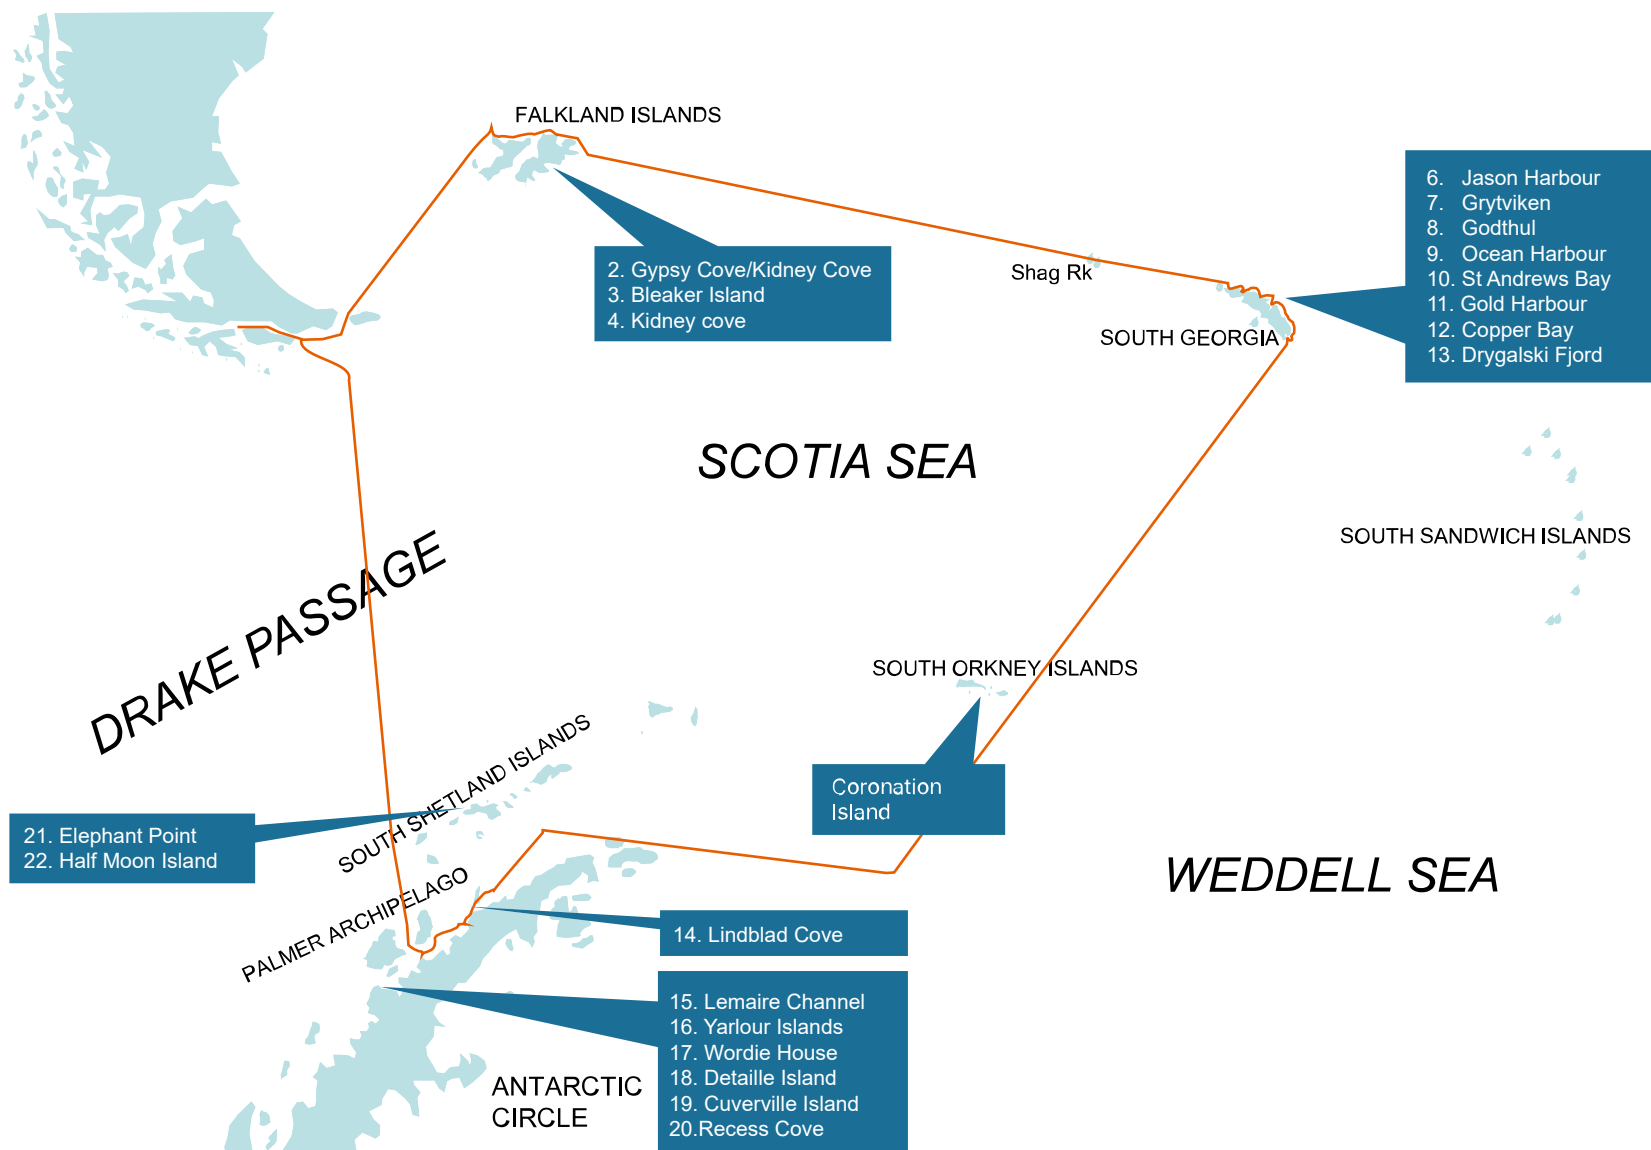 FALKLAND ISLANDS
2. Gypsy Cove/Kidney Cove
3. Bleaker Island
4. Kidney cove
Shag Rk
SOUTH GEORGIA
6. Jason Harbour
7. Grytviken
8. Godthul
9. Ocean Harbour
10. St Andrews Bay
11. Gold Harbour
12. Copper Bay
13. Drygalski Fjord
SCOTIA SEA
SOUTH SANDWICH ISLANDS
DRAKE PASSAGE
SOUTH ORKNEY ISLANDS
Coronation
Island
SOUTH SHETLAND ISLANDS
21. Elephant Point
22. Half Moon Island
WEDDELL SEA
PALMER ARCHIPELAGO
14. Lindblad Cove
15. Lemaire Channel
16. Yarlour Islands
17. Wordie House
18. Detaille Island
19. Cuverville Island
20.Recess Cove
ANTARCTIC
CIRCLE